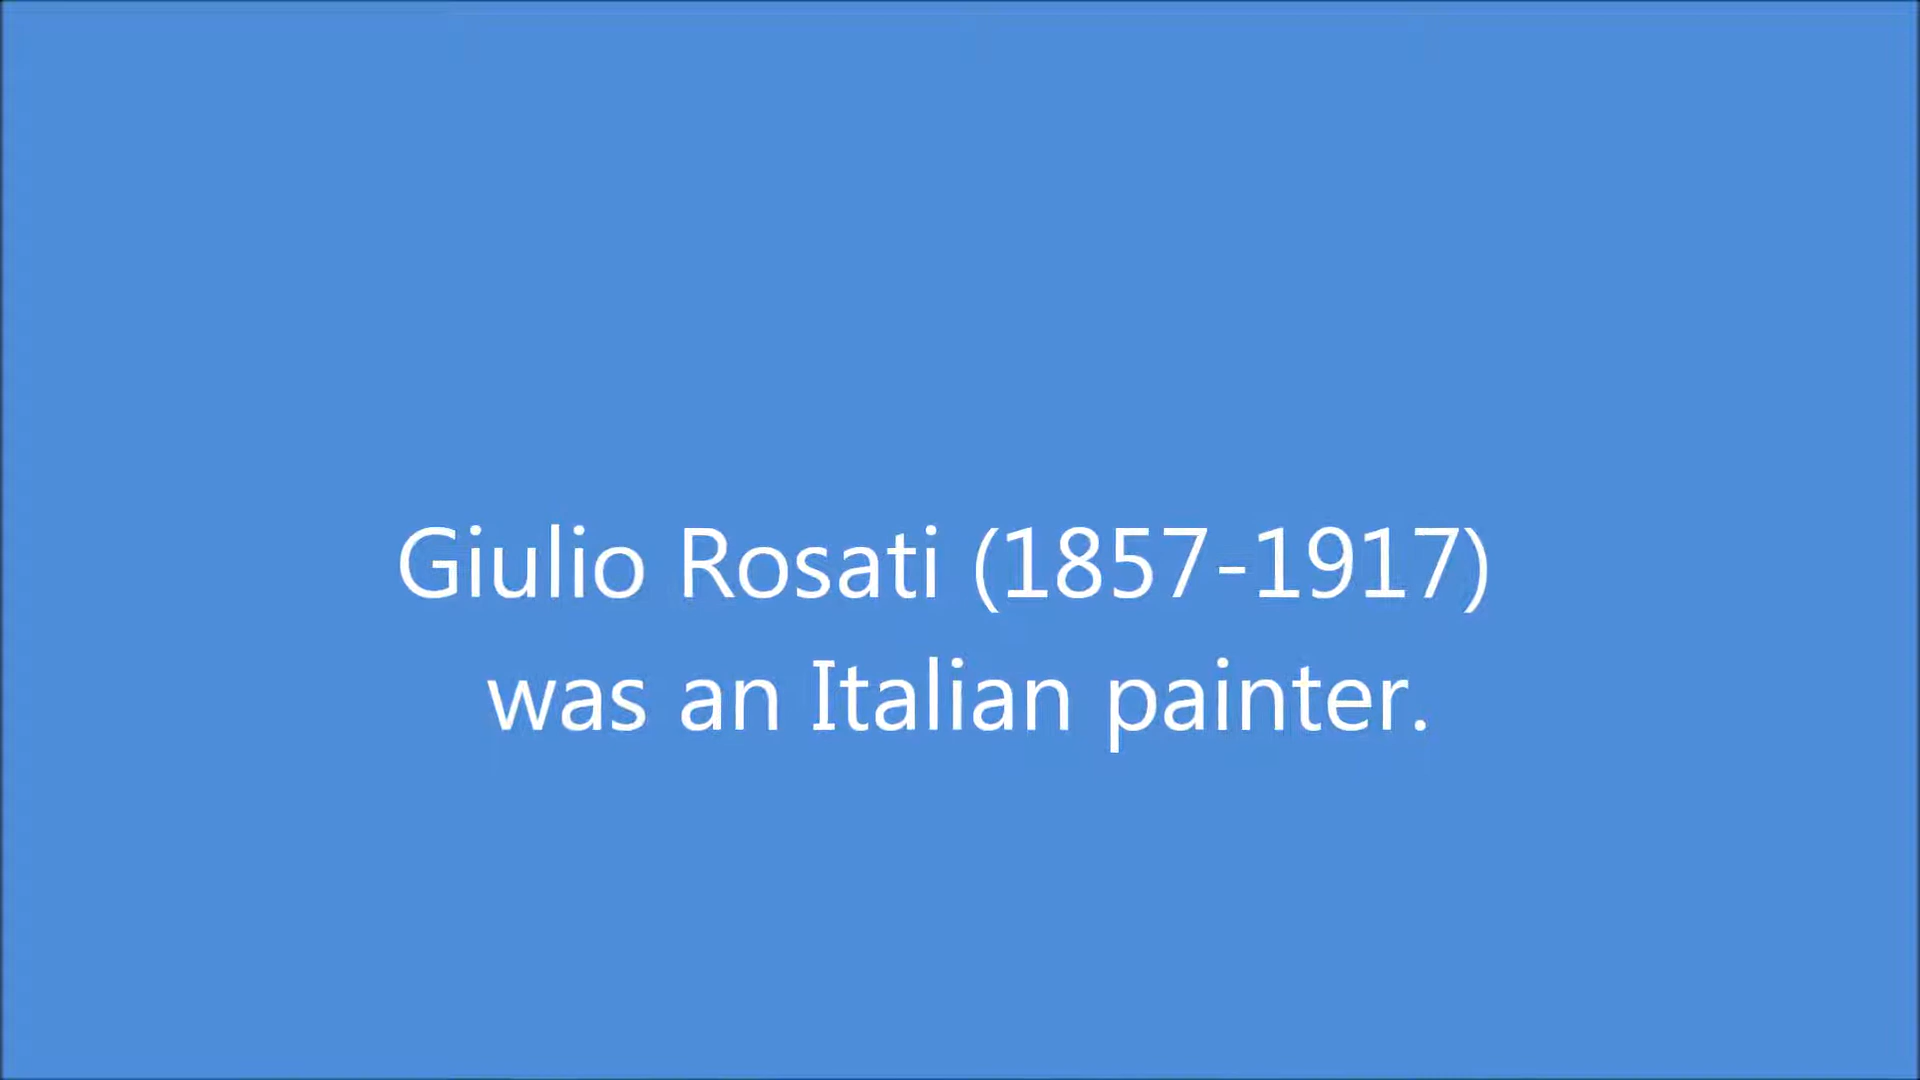 Giulio Rosati (1857-1917)
was an Italian painter.